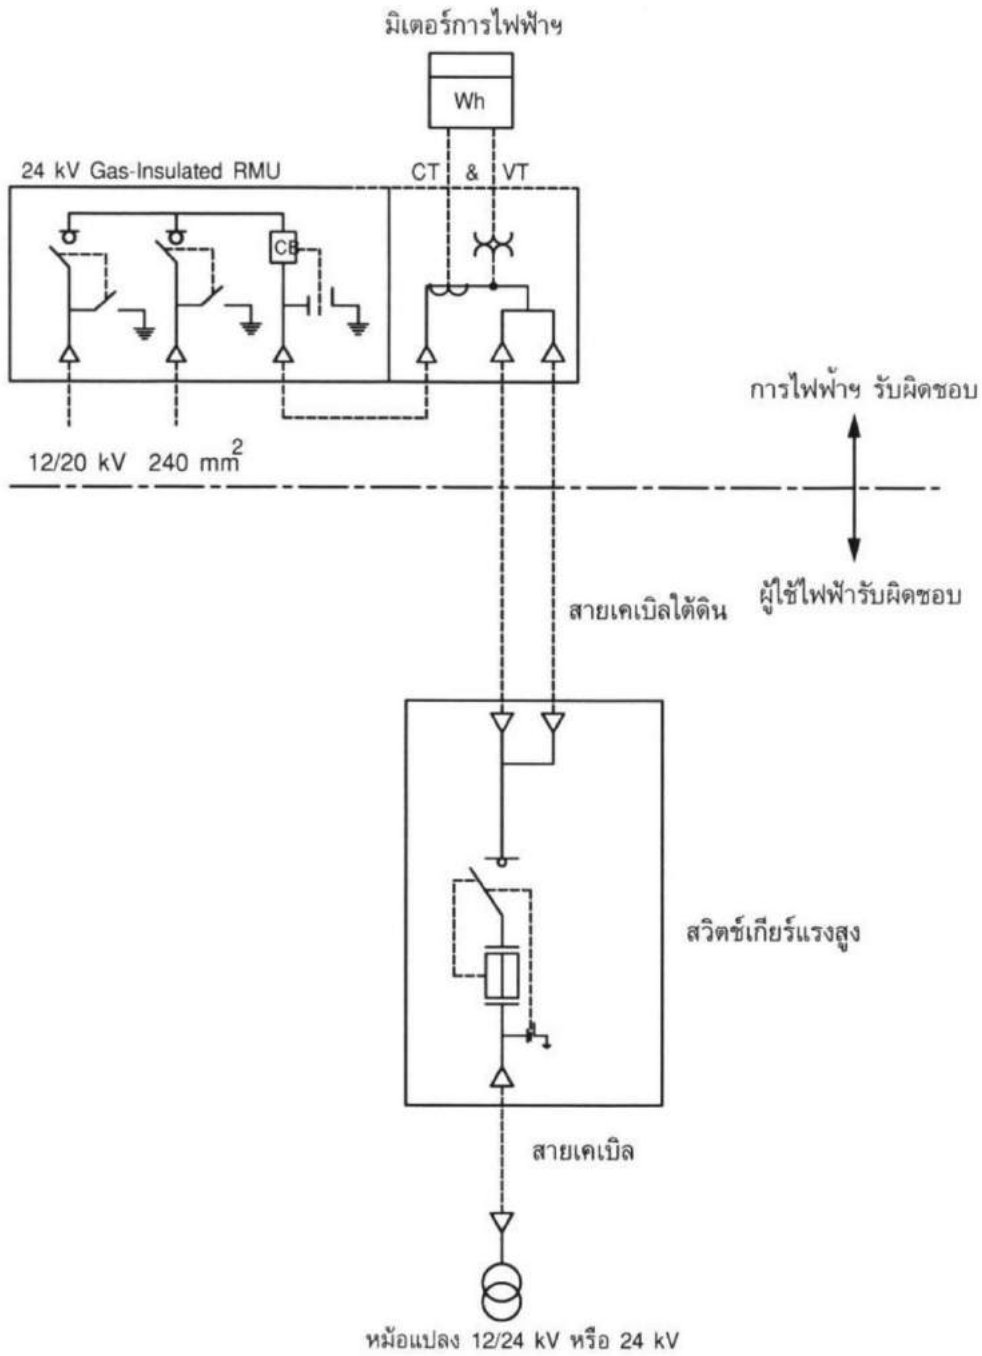 มิเตอร์การไฟฟ้าฯ
Wh
24 kV Gas-Insulated RMU
CT & VT
CB
การไฟฟ้าฯ รับผิดชอบ
12/20 kV 240 mm²
ผู้ใช้ไฟฟ้ารับผิดชอบ
สายเคเบิลใต้ดิน
สวิตช์เกียร์แรงสูง
สายเคเบิล
หม้อแปลง 12/24 kV หรือ 24 kV